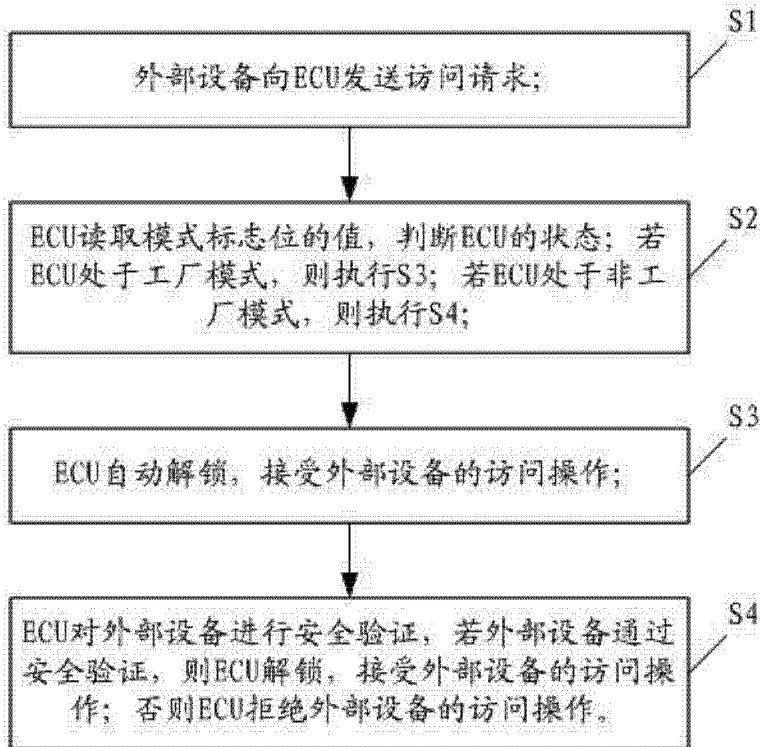 S1
外部设备向ECU发送访问请求;
S2
ECU读取模式标志位的值, 判断ECU的状态; 若
ECU处于工厂模式, 则执行S3; 若ECU处于非工
厂模式, 则执行S4;
S3
ECU自动解锁, 接受外部设备的访问操作;
S4
ECU对外部设备进行安全验证, 若外部设备通过
安全验证, 则ECU解锁, 接受外部设备的访问操
作; 否则ECU拒绝外部设备的访问操作。